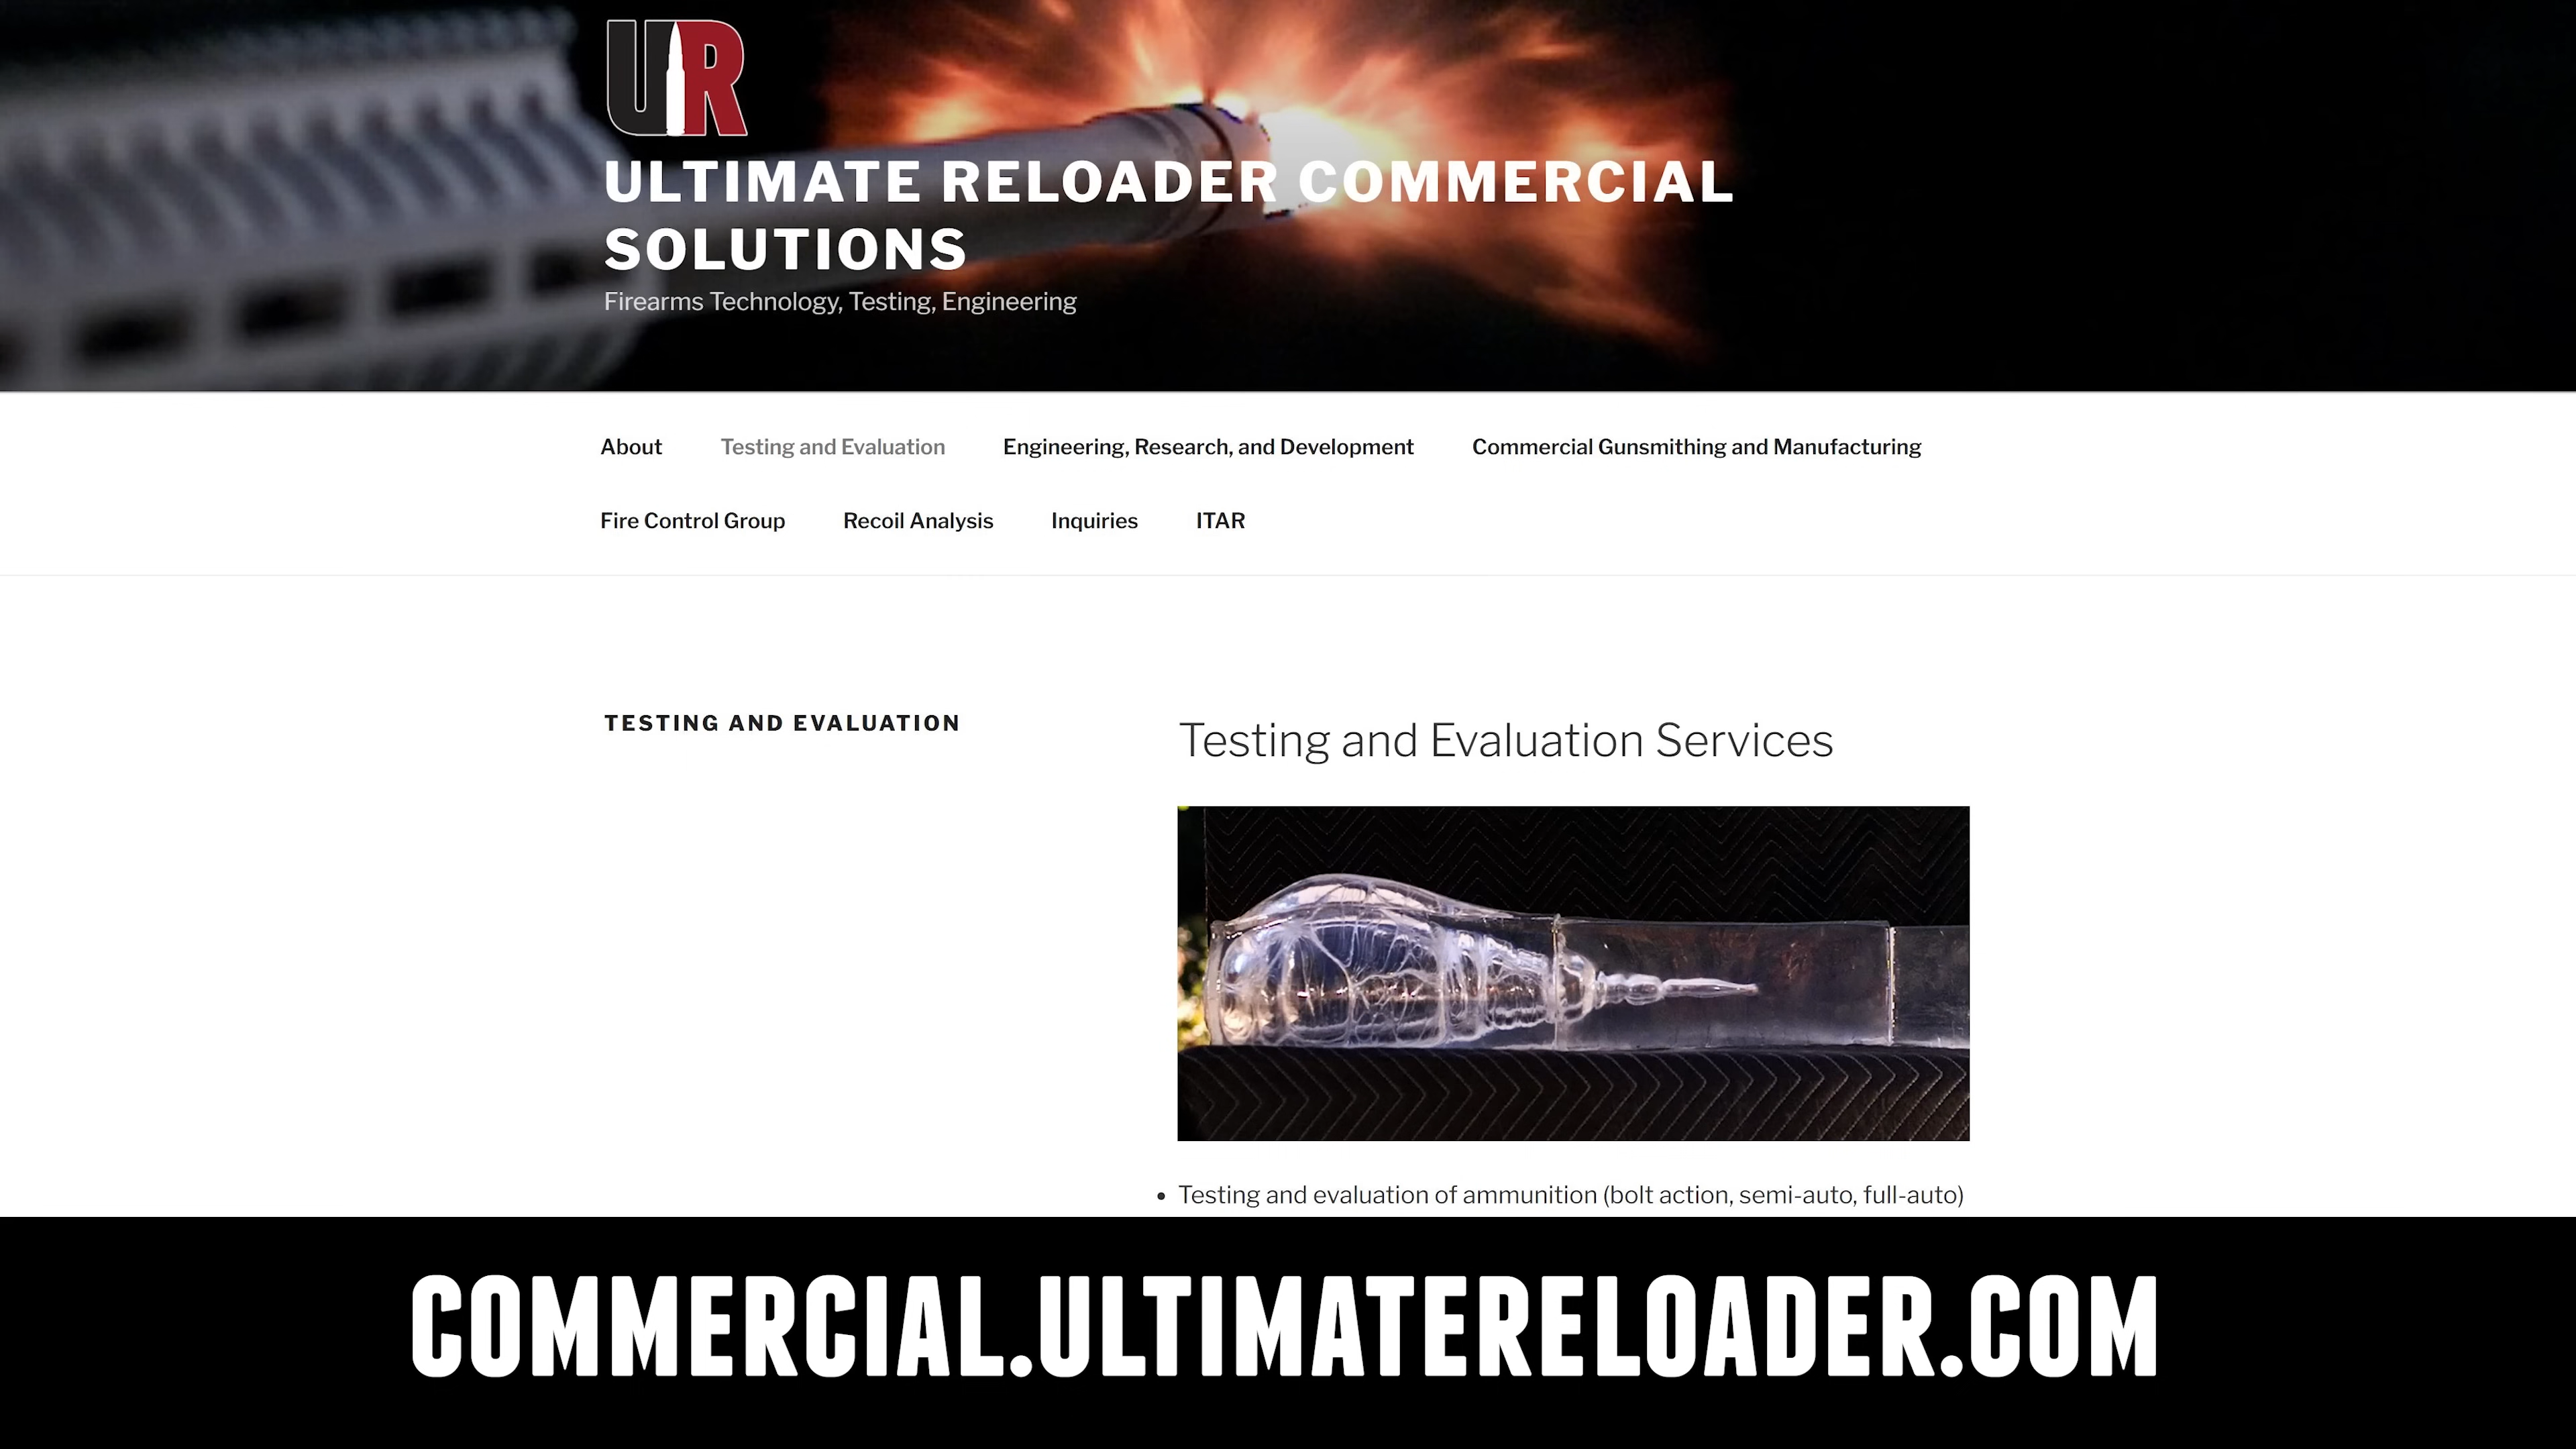 UR
ULTIMATE RELOADER COMMERCIAL
SOLUTIONS
Firearms Technology, Testing, Engineering
About Testing and Evaluation Engineering, Research, and Development Commercial Gunsmithing and Manufacturing
Fire Control Group Recoil Analysis Inquiries ITAR
TESTING AND EVALUATION
Testing and Evaluation Services
• Testing and evaluation of ammunition (bolt action, semi-auto, full-auto)
COMMERCIAL.ULTIMATERELOADER.COM